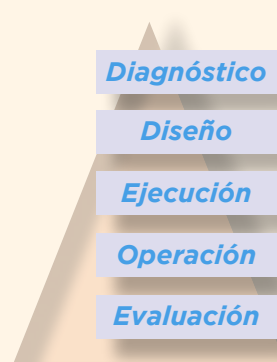 Diagnóstico
Diseño
Ejecución
Operación
Evaluación